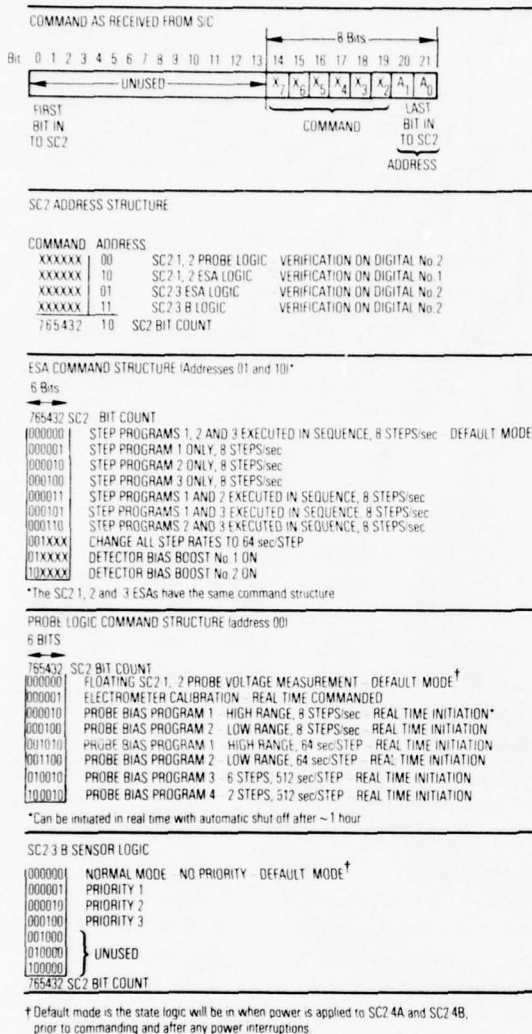 COMMAND AS RECEIVED FROM S/C
8 Bits
Bit 0 1 2 3 4 5 6 7 8 9 10 11 12 13 14 15 16 17 18 19 20 21
UNUSED X7 X6 X5 X4 X3 X2 A1 A0
FIRST BIT IN TO SC2
COMMAND
LAST BIT IN TO SC2
ADDRESS
SC2 ADDRESS STRUCTURE
COMMAND ADDRESS
XXXXXX 00 SC2 1, 2 PROBE LOGIC - VERIFICATION ON DIGITAL No.2
XXXXXX 10 SC2 1, 2 ESA LOGIC - VERIFICATION ON DIGITAL No.1
XXXXXX 01 SC2 3 ESA LOGIC - VERIFICATION ON DIGITAL No.2
XXXXXX 11 SC2 3 B LOGIC - VERIFICATION ON DIGITAL No.2
765432 10 SC2 BIT COUNT
ESA COMMAND STRUCTURE (Addresses 01 and 10)*
6 Bits
765432 SC2 BIT COUNT
000000 STEP PROGRAMS 1, 2 AND 3 EXECUTED IN SEQUENCE, 8 STEPS/sec - DEFAULT MODE
000001 STEP PROGRAM 1 ONLY, 8 STEPS/sec
000010 STEP PROGRAM 2 ONLY, 8 STEPS/sec
000100 STEP PROGRAM 3 ONLY, 8 STEPS/sec
000011 STEP PROGRAMS 1 AND 2 EXECUTED IN SEQUENCE, 8 STEPS/sec
000101 STEP PROGRAMS 1 AND 3 EXECUTED IN SEQUENCE, 8 STEPS/sec
000110 STEP PROGRAMS 2 AND 3 EXECUTED IN SEQUENCE, 8 STEPS/sec
001XXX CHANGE ALL STEP RATES TO 64 sec/STEP
01XXXX DETECTOR BIAS BOOST No 1 ON
10XXXX DETECTOR BIAS BOOST No 2 ON
*The SC2 1, 2 and 3 ESAs have the same command structure
PROBE LOGIC COMMAND STRUCTURE (address 00)
6 BITS
765432 SC2 BIT COUNT
000000 FLOATING SC2 1, 2 PROBE VOLTAGE MEASUREMENT - DEFAULT MODE†
000001 ELECTROMETER CALIBRATION - REAL TIME COMMANDED
000010 PROBE BIAS PROGRAM 1 - HIGH RANGE, 8 STEPS/sec - REAL TIME INITIATION*
000100 PROBE BIAS PROGRAM 2 - LOW RANGE, 8 STEPS/sec - REAL TIME INITIATION
001010 PROBE BIAS PROGRAM 1 - HIGH RANGE, 64 sec/STEP - REAL TIME INITIATION
001100 PROBE BIAS PROGRAM 2 - LOW RANGE, 64 sec/STEP - REAL TIME INITIATION
010010 PROBE BIAS PROGRAM 3 - 6 STEPS, 512 sec/STEP - REAL TIME INITIATION
100010 PROBE BIAS PROGRAM 4 - 2 STEPS, 512 sec/STEP - REAL TIME INITIATION
*Can be initiated in real time with automatic shut off after ~ 1 hour
SC2 3 B SENSOR LOGIC
000000 NORMAL MODE - NO PRIORITY - DEFAULT MODE†
000001 PRIORITY 1
000010 PRIORITY 2
000100 PRIORITY 3
001000
010000 UNUSED
100000
765432 SC2 BIT COUNT
† Default mode is the state logic will be in when power is applied to SC2 4A and SC2 4B,
prior to commanding and after any power interruptions.